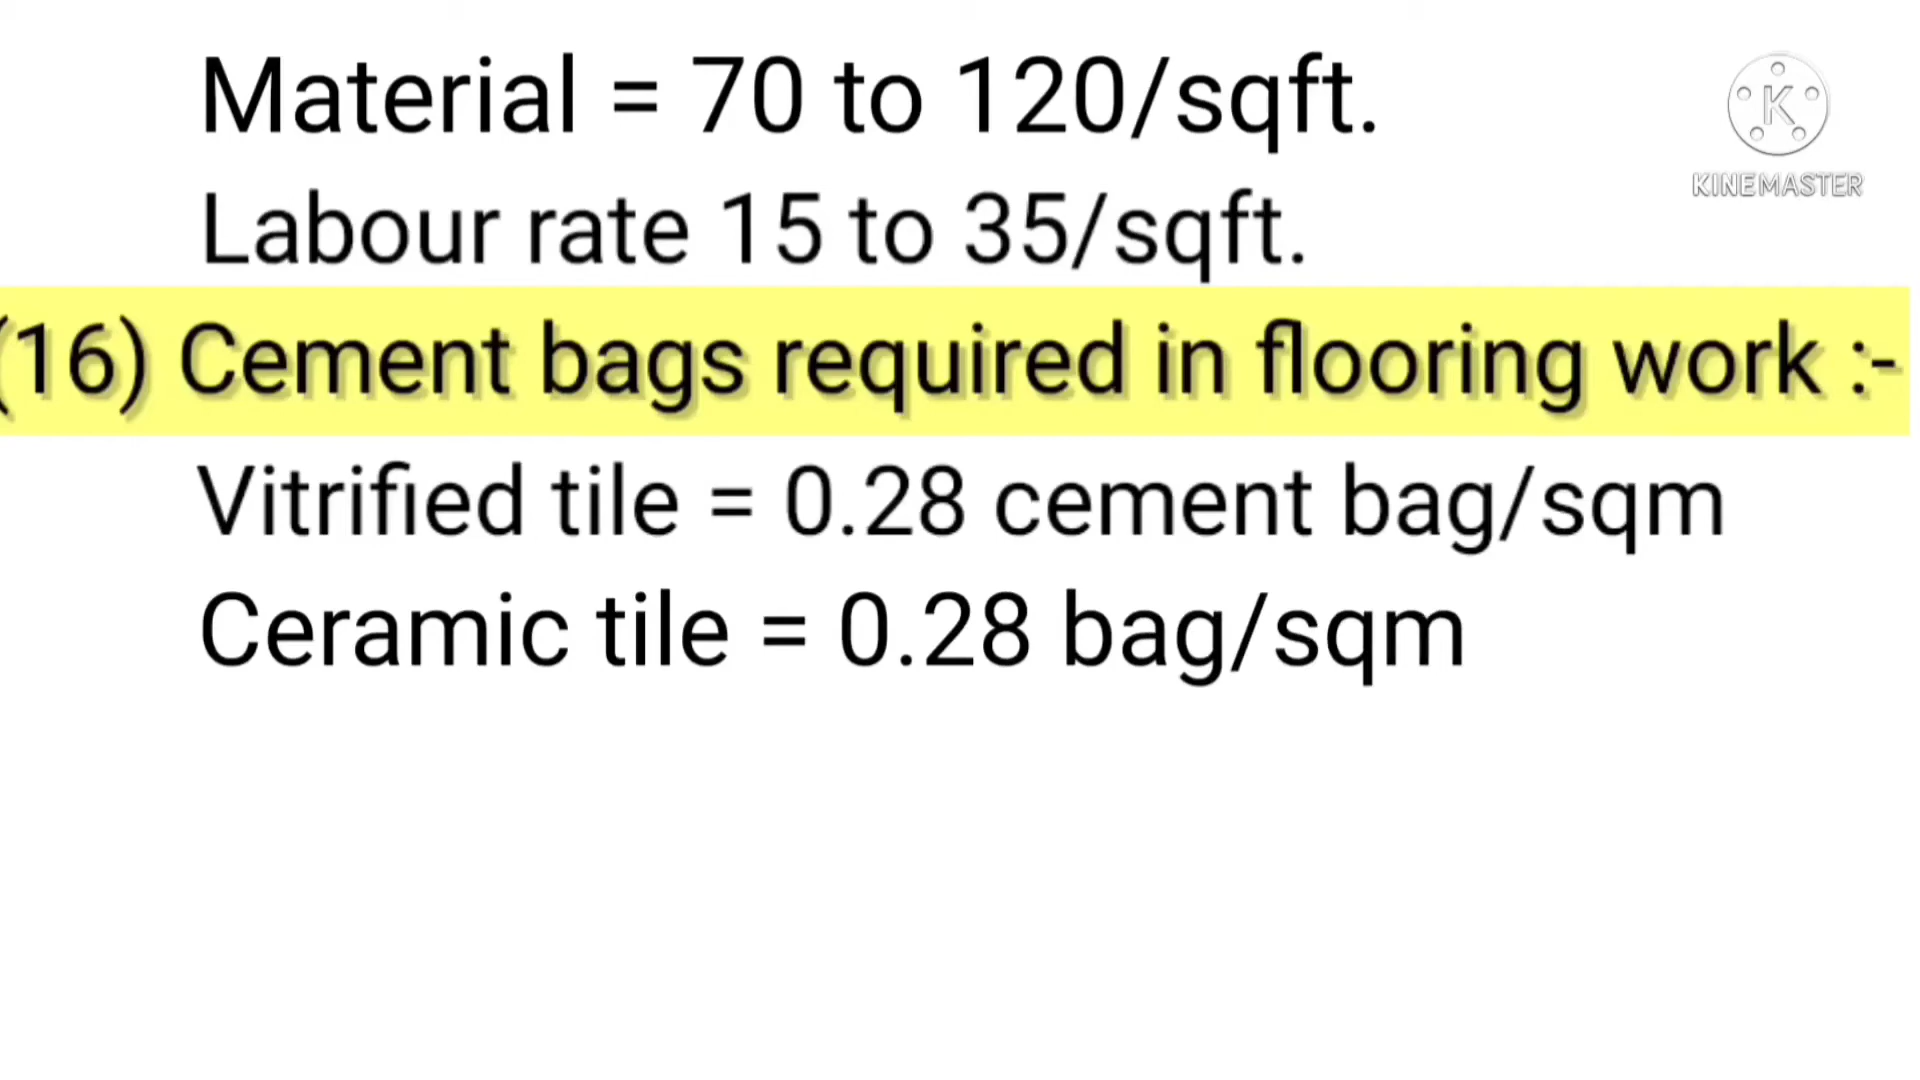 Material = 70 to 120/sqft.
K
KINEMASTER
Labour rate 15 to 35/sqft.
(16) Cement bags required in flooring work :-
Vitrified tile = 0.28 cement bag/sqm
Ceramic tile = 0.28 bag/sqm